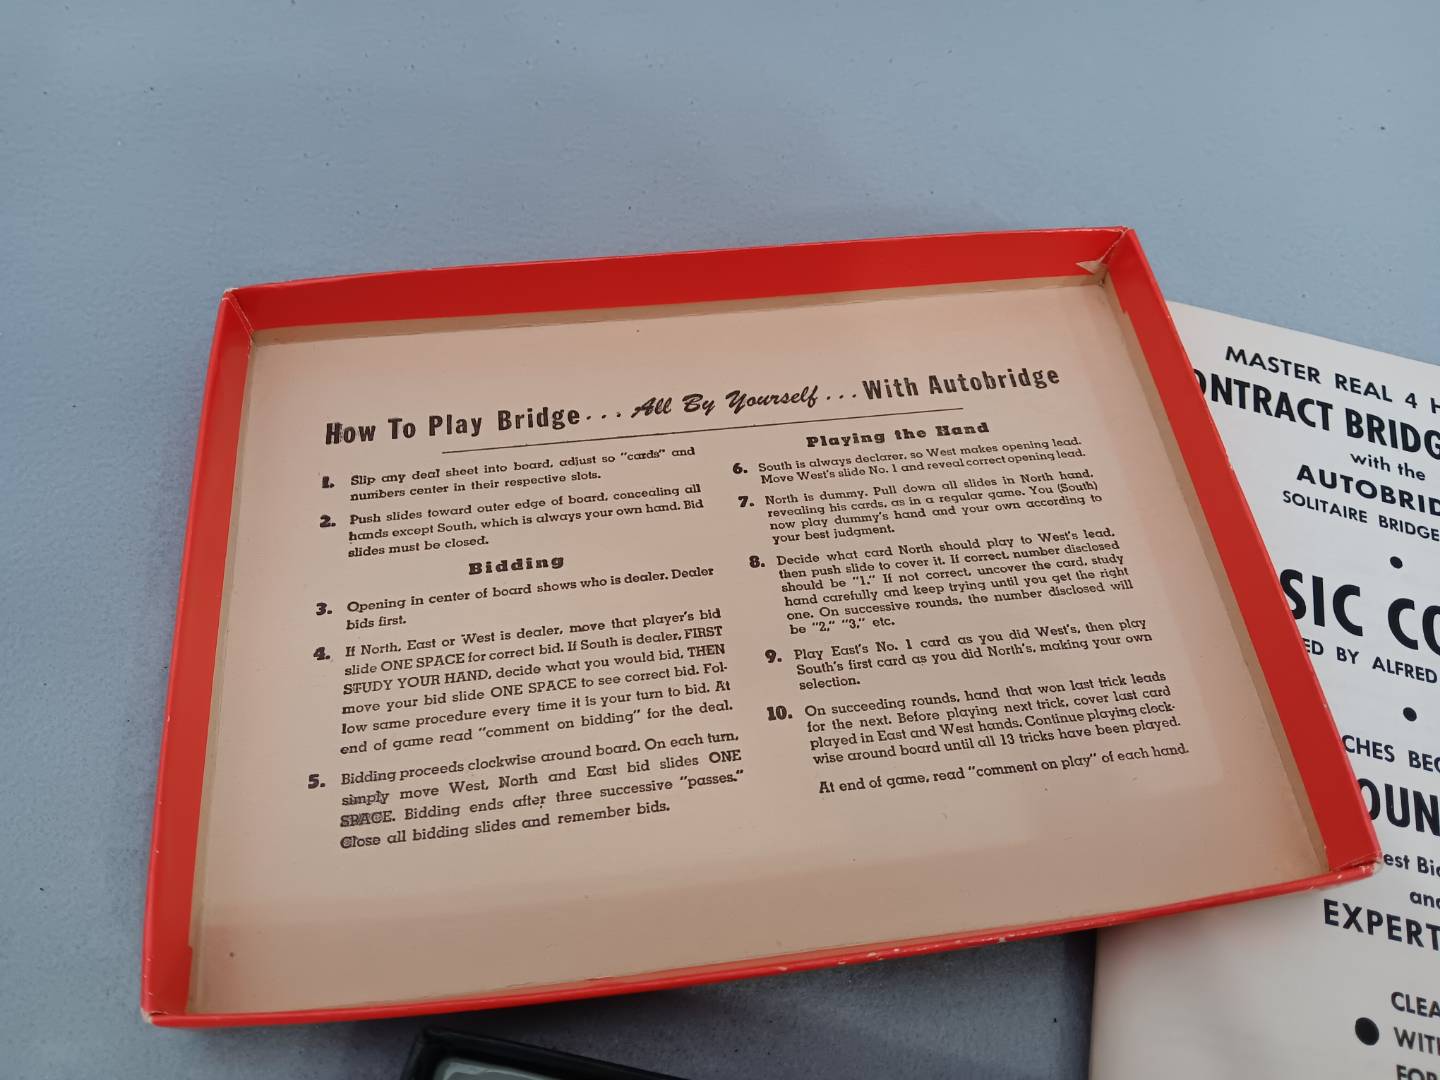 How To Play Bridge... All By Yourself... With Autobridge
1. Slip any deal sheet into board, adjust so "cards" and
numbers center in their respective slots.
2. Push slides toward outer edge of board, concealing all
hands except South, which is always your own hand. Bid
slides must be closed.
Bidding
3. Opening in center of board shows who is dealer. Dealer
bids first.
4. If North, East or West is dealer, move that player's bid
slide ONE SPACE for correct bid. If South is dealer, FIRST
STUDY YOUR HAND, decide what you would bid, THEN
move your bid slide ONE SPACE to see correct bid. Fol-
low same procedure every time it is your turn to bid. At
end of game read "comment on bidding" for the deal.
5. Bidding proceeds clockwise around board. On each turn,
simply move West, North and East bid slides ONE
SPACE. Bidding ends after three successive "passes."
Close all bidding slides and remember bids.
Playing the Hand
6. South is always declarer, so West makes opening lead.
Move West's slide No. 1 and reveal correct opening lead.
7. North is dummy. Pull down all slides in North hand,
revealing his cards, as in a regular game. You (South)
now play dummy's hand and your own according to
your best judgment.
8. Decide what card North should play to West's lead,
then push slide to cover it. If correct, number disclosed
should be "1." If not correct, uncover the card, study
hand carefully and keep trying until you get the right
one. On successive rounds, the number disclosed will
be "2," "3," etc.
9. Play East's No. 1 card as you did West's, then play
South's first card as you did North's, making your own
selection.
10. On succeeding rounds, hand that won last trick leads
for the next. Before playing next trick, cover last card
played in East and West hands. Continue playing clock-
wise around board until all 13 tricks have been played.
At end of game, read "comment on play" of each hand.
MASTER REAL 4 H
ONTRACT BRIDG
with the
AUTOBRID
SOLITAIRE BRIDGE
SIC CO
ED BY ALFRED
CHES BEG
OUN
est Bid
and
EXPERT
CLEA
WIT
FOR